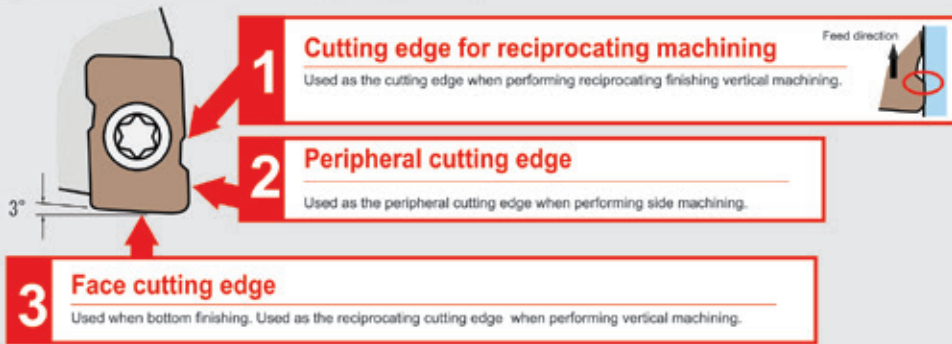 1
Cutting edge for reciprocating machining
Used as the cutting edge when performing reciprocating finishing vertical machining.
Feed direction
2
Peripheral cutting edge
Used as the peripheral cutting edge when performing side machining.
3°
3
Face cutting edge
Used when bottom finishing. Used as the reciprocating cutting edge when performing vertical machining.